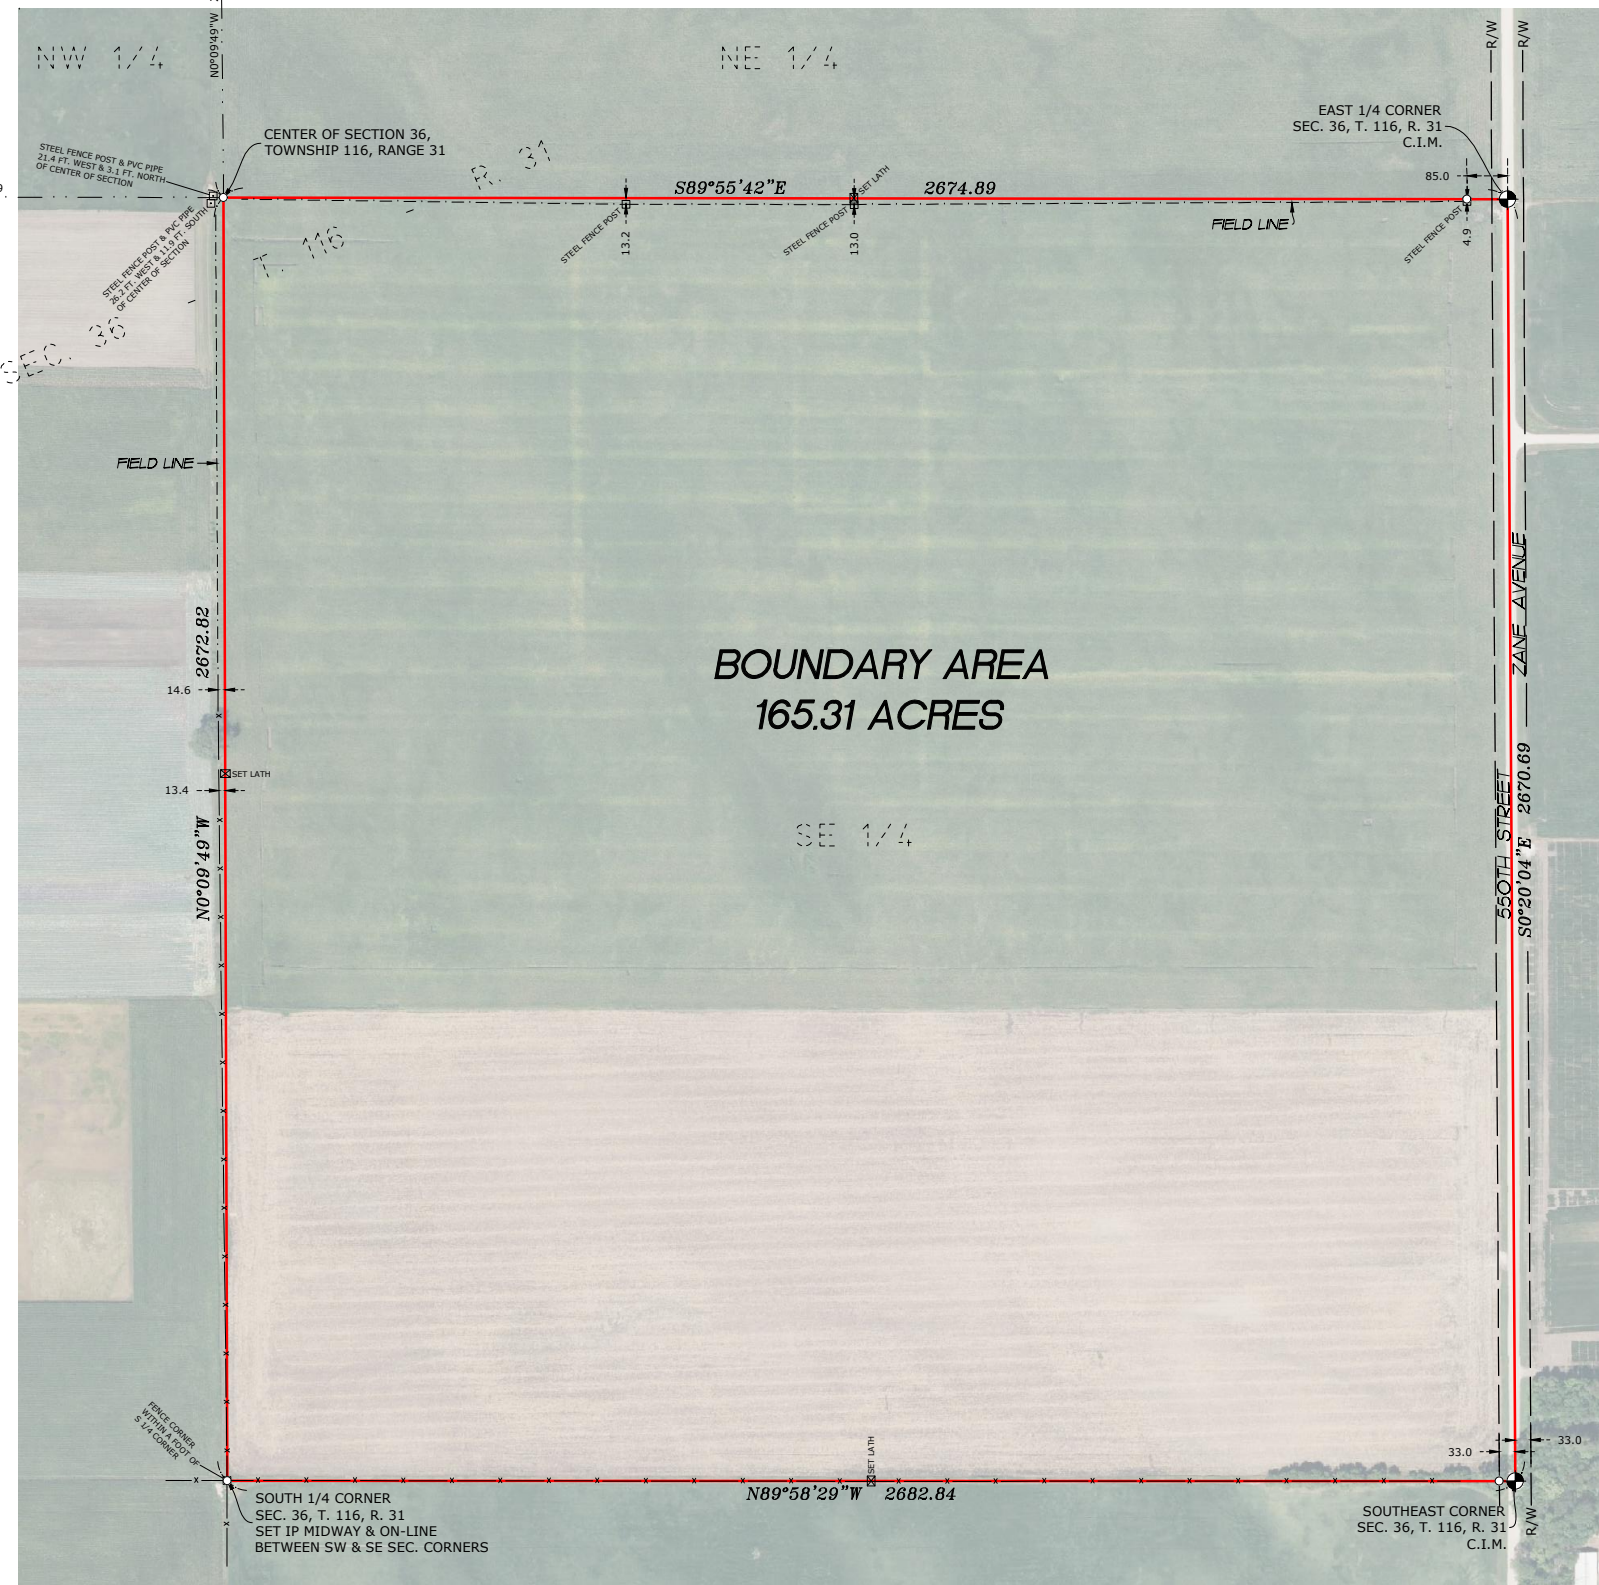 N0°09'49"W
NW 1/4
NE 1/4
R/W
R/W
EAST 1/4 CORNER
SEC. 36, T. 116, R. 31
C.I.M.
CENTER OF SECTION 36,
TOWNSHIP 116, RANGE 31
STEEL FENCE POST & PVC PIPE
21.4 FT. WEST & 3.1 FT. NORTH
OF CENTER OF SECTION
R. 31
SET LATH
85.0
S89°55'42"E 2674.89
STEEL FENCE POST & PVC PIPE
26.2 FT. WEST & 11.9 FT. SOUTH
OF CENTER OF SECTION
T. 116
STEEL FENCE POST
13.2
STEEL FENCE POST
13.0
FIELD LINE
STEEL FENCE POST
4.9
SEC. 36
FIELD LINE
2672.82
ZANE AVENUE
BOUNDARY AREA
165.31 ACRES
14.6
SET LATH
13.4
N0°09'49"W
SE 1/4
550TH STREET
S0°20'04"E 2670.69
FENCE CORNER
WITHIN A FOOT OF
S 1/4 CORNER
SET LATH
33.0
33.0
N89°58'29"W 2682.84
SOUTH 1/4 CORNER
SEC. 36, T. 116, R. 31
SET IP MIDWAY & ON-LINE
BETWEEN SW & SE SEC. CORNERS
SOUTHEAST CORNER
SEC. 36, T. 116, R. 31
C.I.M.
R/W